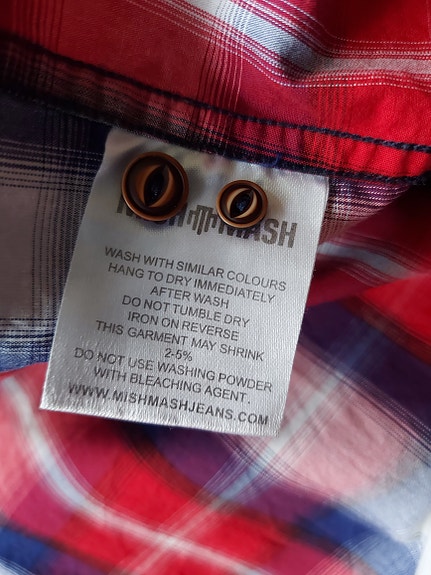 MISH MASH
WASH WITH SIMILAR COLOURS
HANG TO DRY IMMEDIATELY
AFTER WASH
DO NOT TUMBLE DRY
IRON ON REVERSE
THIS GARMENT MAY SHRINK
2-5%
DO NOT USE WASHING POWDER
WITH BLEACHING AGENT.
WWW.MISHMASHJEANS.COM